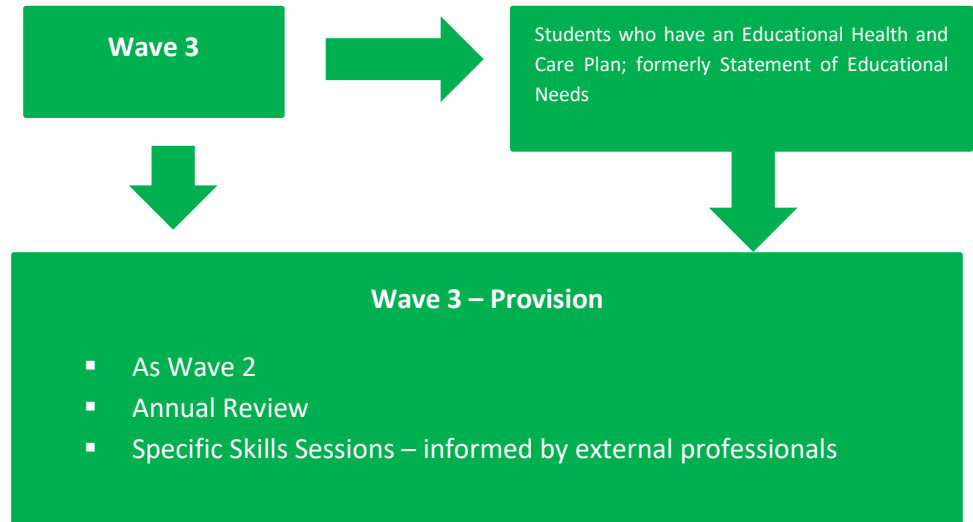 Wave 3
Students who have an Educational Health and
Care Plan; formerly Statement of Educational
Needs
Wave 3 – Provision
▪ As Wave 2
▪ Annual Review
▪ Specific Skills Sessions – informed by external professionals